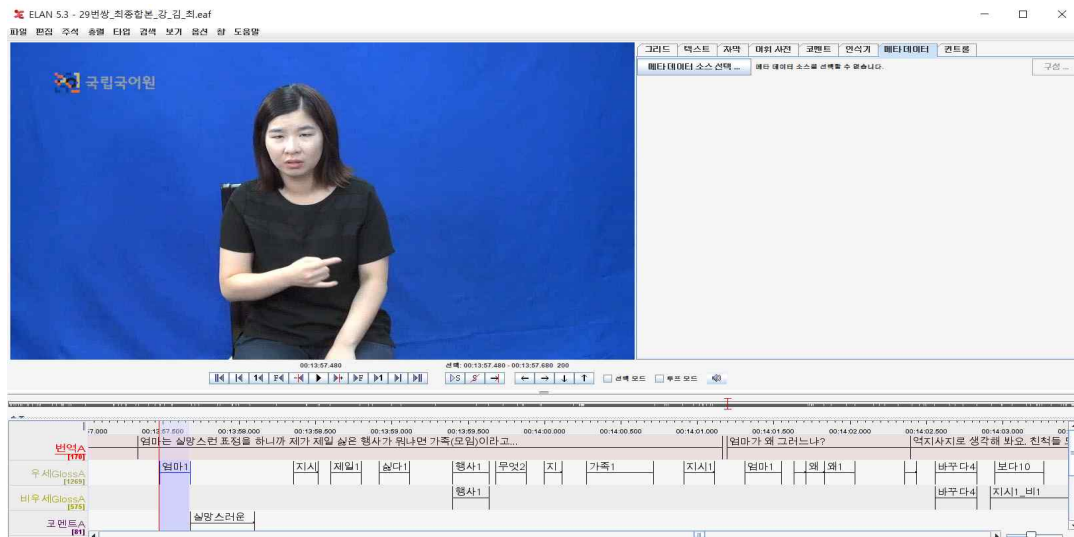 ELAN 5.3 - 29번쌍_최종합본_강_김_최.eaf
파일 편집 주석 층렬 타입 검색 보기 옵션 창 도움말
국립국어원
그리드 텍스트 자막 어휘 사전 코멘트 인식기 메타데이터 컨트롤
메타데이터 소스 선택 ... 메타 데이터 소스를 선택할 수 없습니다. 구성 ...
00:13:57.480 선택: 00:13:57.480 - 00:13:57.680 200
선택 모드 루프 모드
7.000 00:13:57.500 00:13:58.000 00:13:58.500 00:13:59.000 00:13:59.500 00:14:00.000 00:14:00.500 00:14:01.000 00:14:01.500 00:14:02.000 00:14:02.500 00:14:03.000 00:
번역A [170] 엄마는 실망스런 표정을 하니까 제가 제일 싫은 행사가 뭐냐면 가족(모임)이라고... 엄마가 왜 그러느냐? 억지사지로 생각해 봐요. 친척들
우세GlossA [1269] 엄마1 지시 제일1 싫다1 행사1 무엇2 지 가족1 지시1 엄마1 왜 왜1 바꾸다4 보다10
비우세GlossA [575] 행사1 바꾸다4 지시1_비1
코멘트A [81] 실망스러운